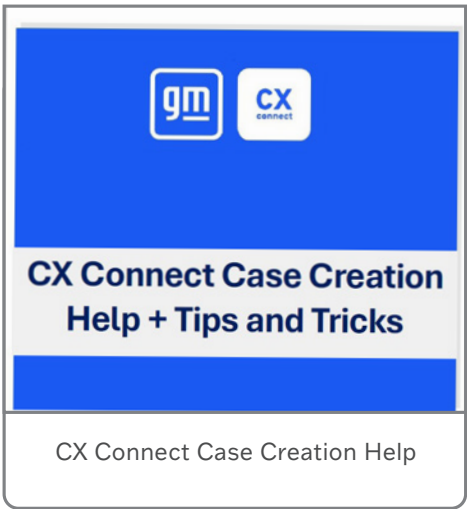 gm
CX
connect
CX Connect Case Creation
Help + Tips and Tricks
CX Connect Case Creation Help